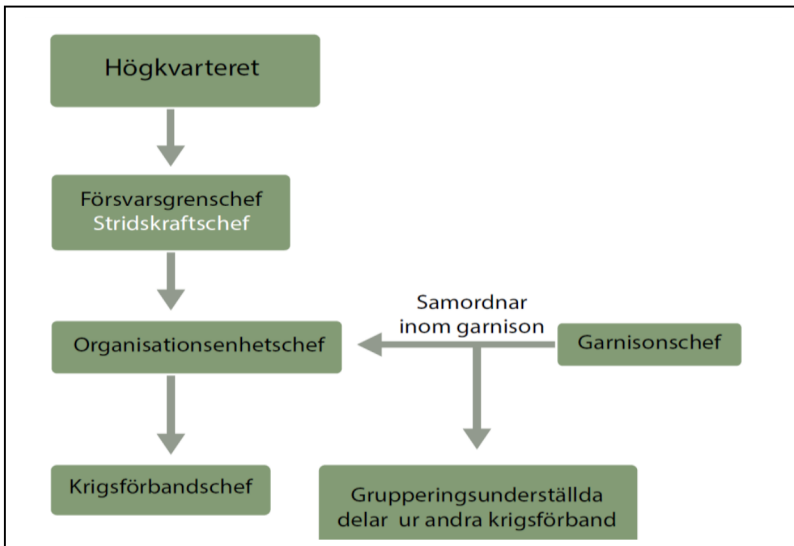 Högkvarteret
Försvarsgrenschef
Stridskraftschef
Samordnar
inom garnison
Organisationsenhetschef
Garnisonschef
Krigsförbandschef
Grupperingsunderställda
delar ur andra krigsförband